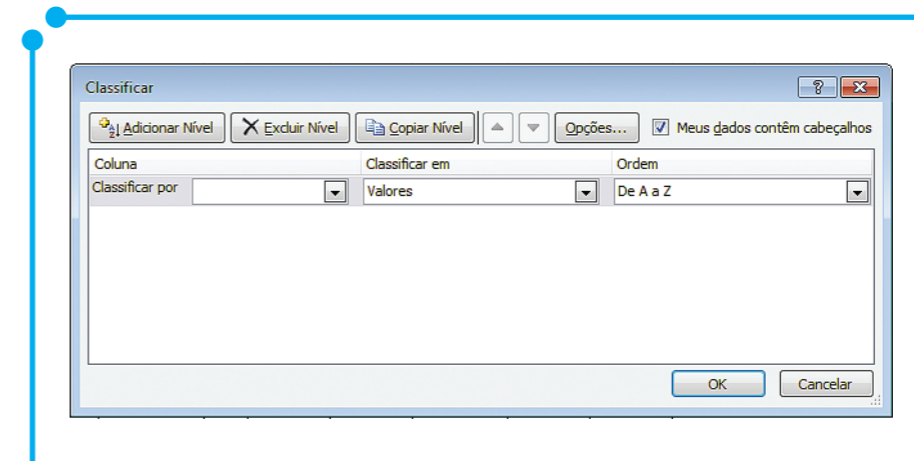 Classificar
Adicionar Nível Excluir Nível Copiar Nível Opções... Meus dados contêm cabeçalhos
Coluna Classificar em Ordem
Classificar por Valores De A a Z
OK Cancelar